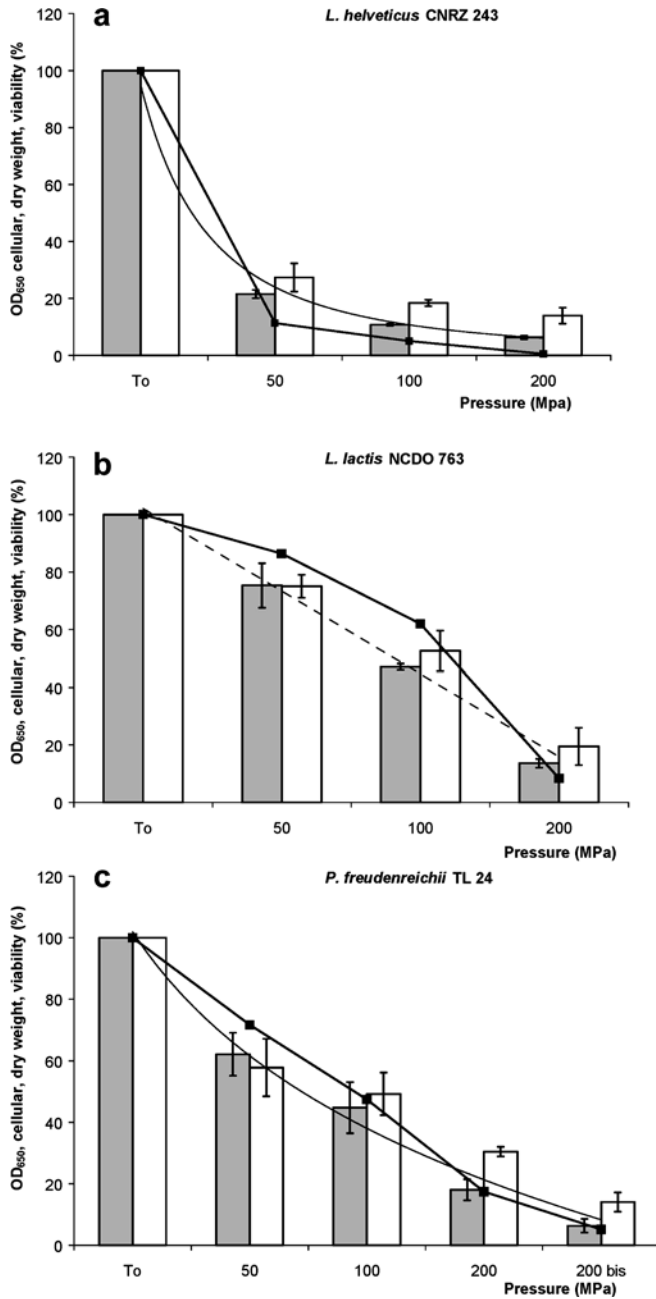 a
L. helveticus CNRZ 243
OD650 cellular, dry weight, viability (%
120
100
80
60
40
20
0
To 50 100 200
Pressure (Mpa)
b
L. lactis NCDO 763
OD650, cellular, dry weight, viability (%)
120
100
80
60
40
20
0
To 50 100 200
Pressure (MPa)
c
P. freudenreichii TL 24
OD650, cellular, dry weight, viability (%)
120
100
80
60
40
20
0
To 50 100 200 200 bis
Pressure (MPa)